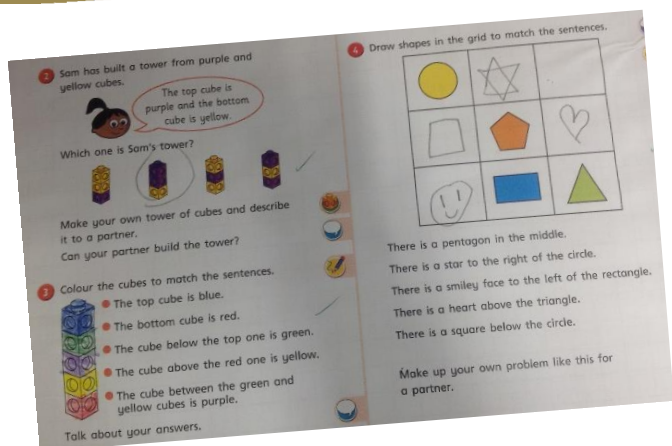 2 Sam has built a tower from purple and
yellow cubes.
The top cube is
purple and the bottom
cube is yellow.
Which one is Sam's tower?
Make your own tower of cubes and describe
it to a partner.
Can your partner build the tower?
3 Colour the cubes to match the sentences.
The top cube is blue.
The bottom cube is red.
The cube below the top one is green.
The cube above the red one is yellow.
The cube between the green and
yellow cubes is purple.
Talk about your answers.
4 Draw shapes in the grid to match the sentences.
There is a pentagon in the middle.
There is a star to the right of the circle.
There is a smiley face to the left of the rectangle.
There is a heart above the triangle.
There is a square below the circle.
Make up your own problem like this for
a partner.